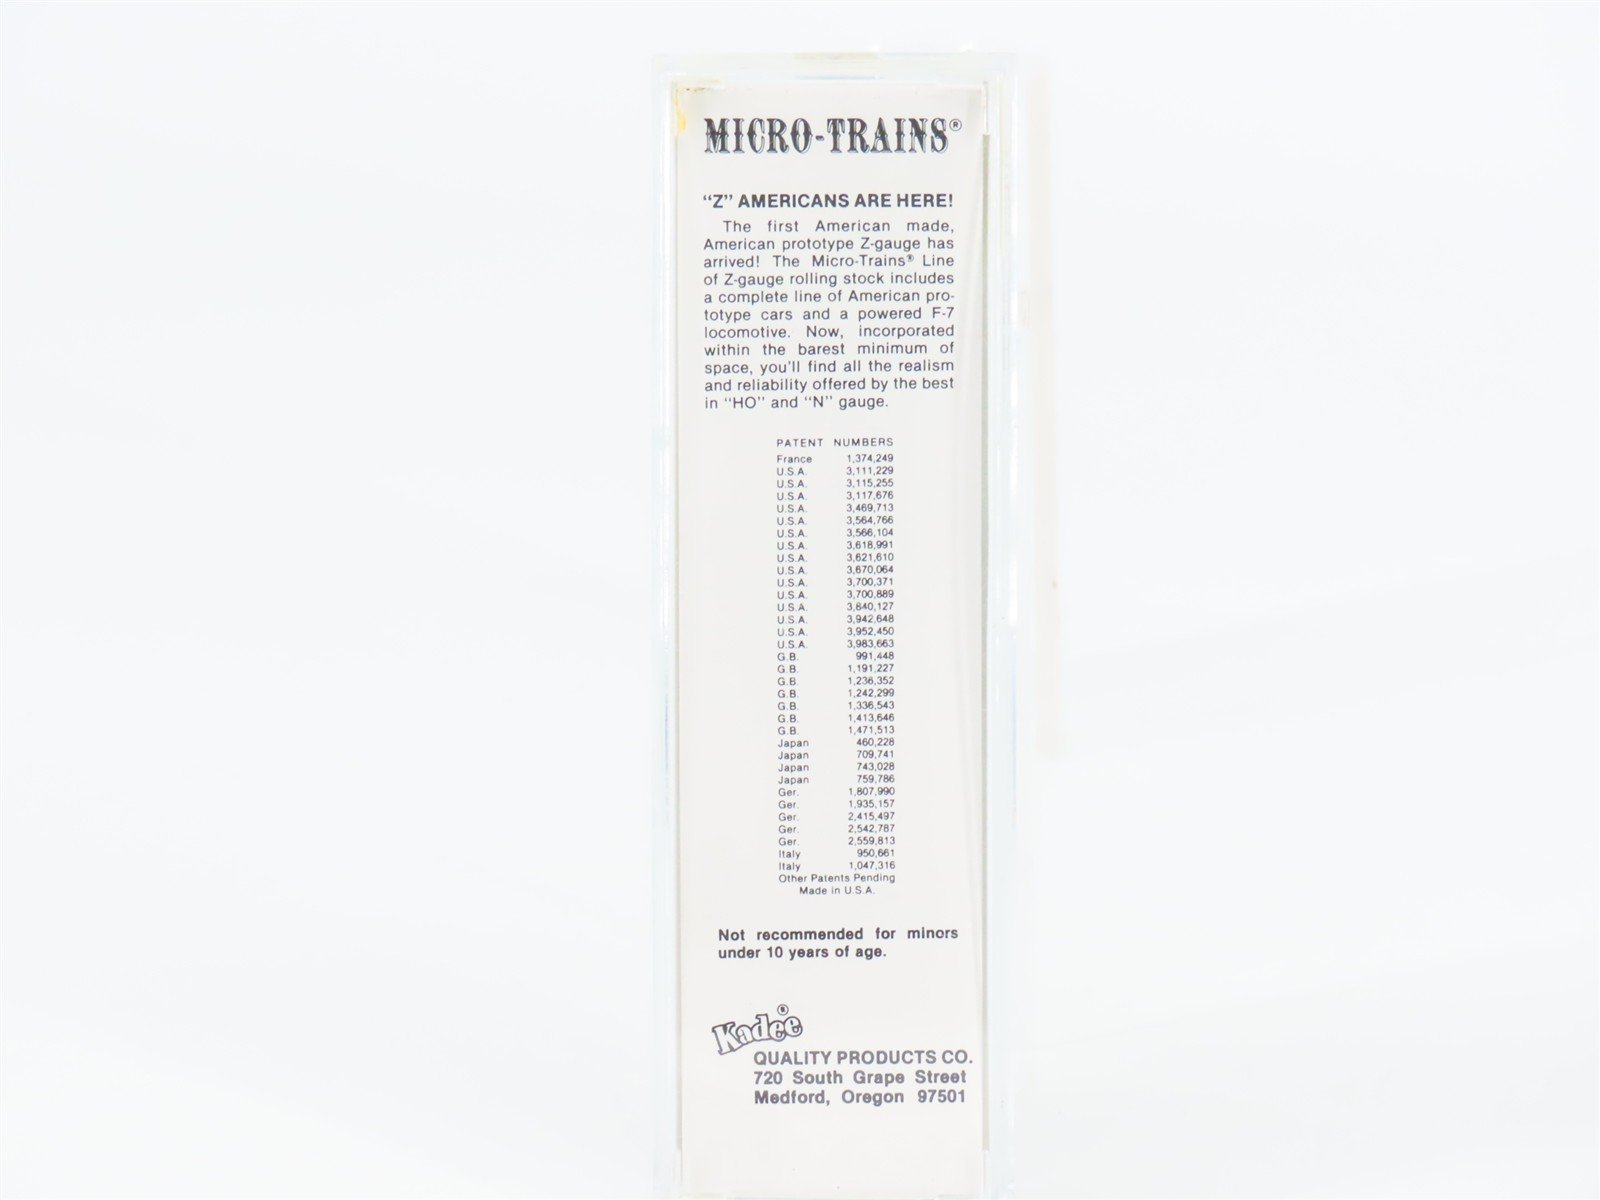 MICRO-TRAINS®
"Z" AMERICANS ARE HERE!
The first American made,
American prototype Z-gauge has
arrived! The Micro-Trains® Line
of Z-gauge rolling stock includes
a complete line of American pro-
totype cars and a powered F-7
locomotive. Now, incorporated
within the barest minimum of
space, you'll find all the realism
and reliability offered by the best
in "HO" and "N" gauge.
PATENT NUMBERS
France 1,374,249
U.S.A. 3,111,229
U.S.A. 3,115,255
U.S.A. 3,117,676
U.S.A. 3,469,713
U.S.A. 3,564,766
U.S.A. 3,566,104
U.S.A. 3,618,991
U.S.A. 3,621,610
U.S.A. 3,670,064
U.S.A. 3,700,371
U.S.A. 3,700,889
U.S.A. 3,840,127
U.S.A. 3,942,648
U.S.A. 3,952,450
U.S.A. 3,983,663
G.B. 991,448
G.B. 1,191,227
G.B. 1,236,352
G.B. 1,242,299
G.B. 1,336,543
G.B. 1,413,646
G.B. 1,471,513
Japan 460,228
Japan 709,741
Japan 743,028
Japan 759,786
Ger. 1,807,990
Ger. 1,935,157
Ger. 2,415,497
Ger. 2,542,787
Ger. 2,559,813
Italy 950,661
Italy 1,047,316
Other Patents Pending
Made in U.S.A.
Not recommended for minors
under 10 years of age.
Kadee®
QUALITY PRODUCTS CO.
720 South Grape Street
Medford, Oregon 97501